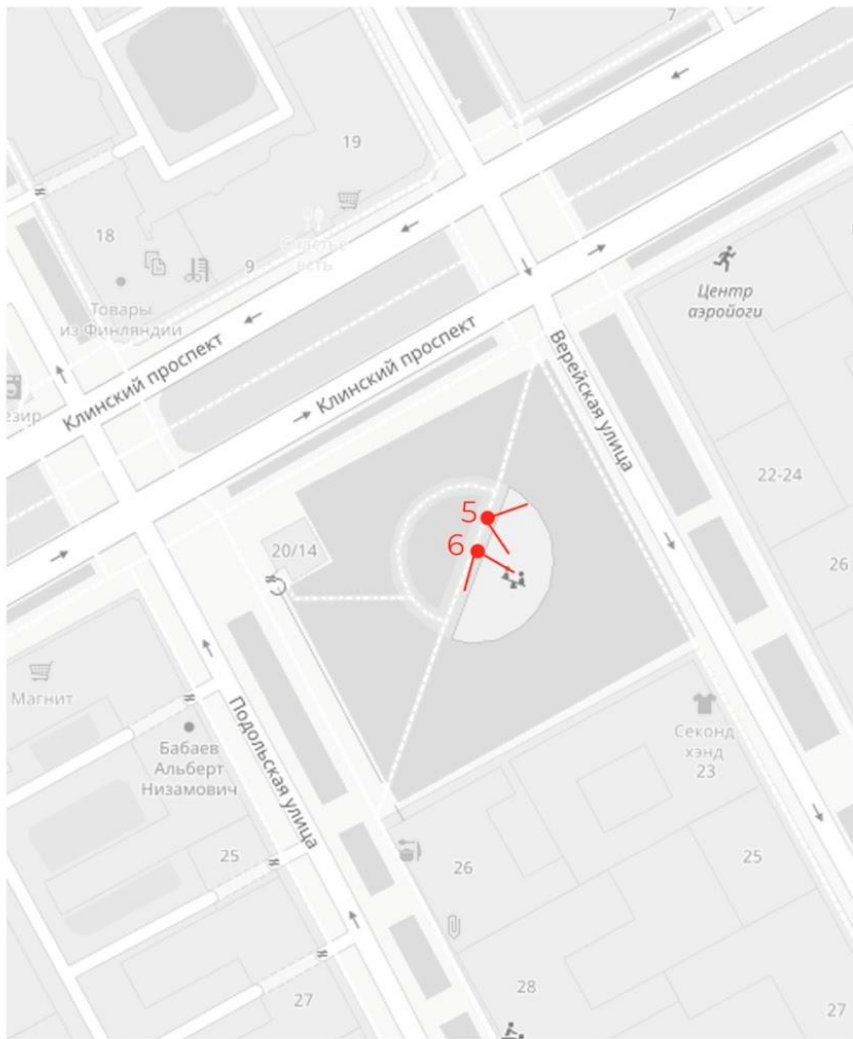 7
19
18
9
Счастье
есть
Товары
из Финляндии
Центр
аэройоги
Клинский проспект
Клинский проспект
Верейская улица
езир
22-24
5
6
20/14
26
Магнит
Бабаев
Альберт
Низамович
Подольская улица
Секонд
хэнд
23
25
26
25
28
27
27